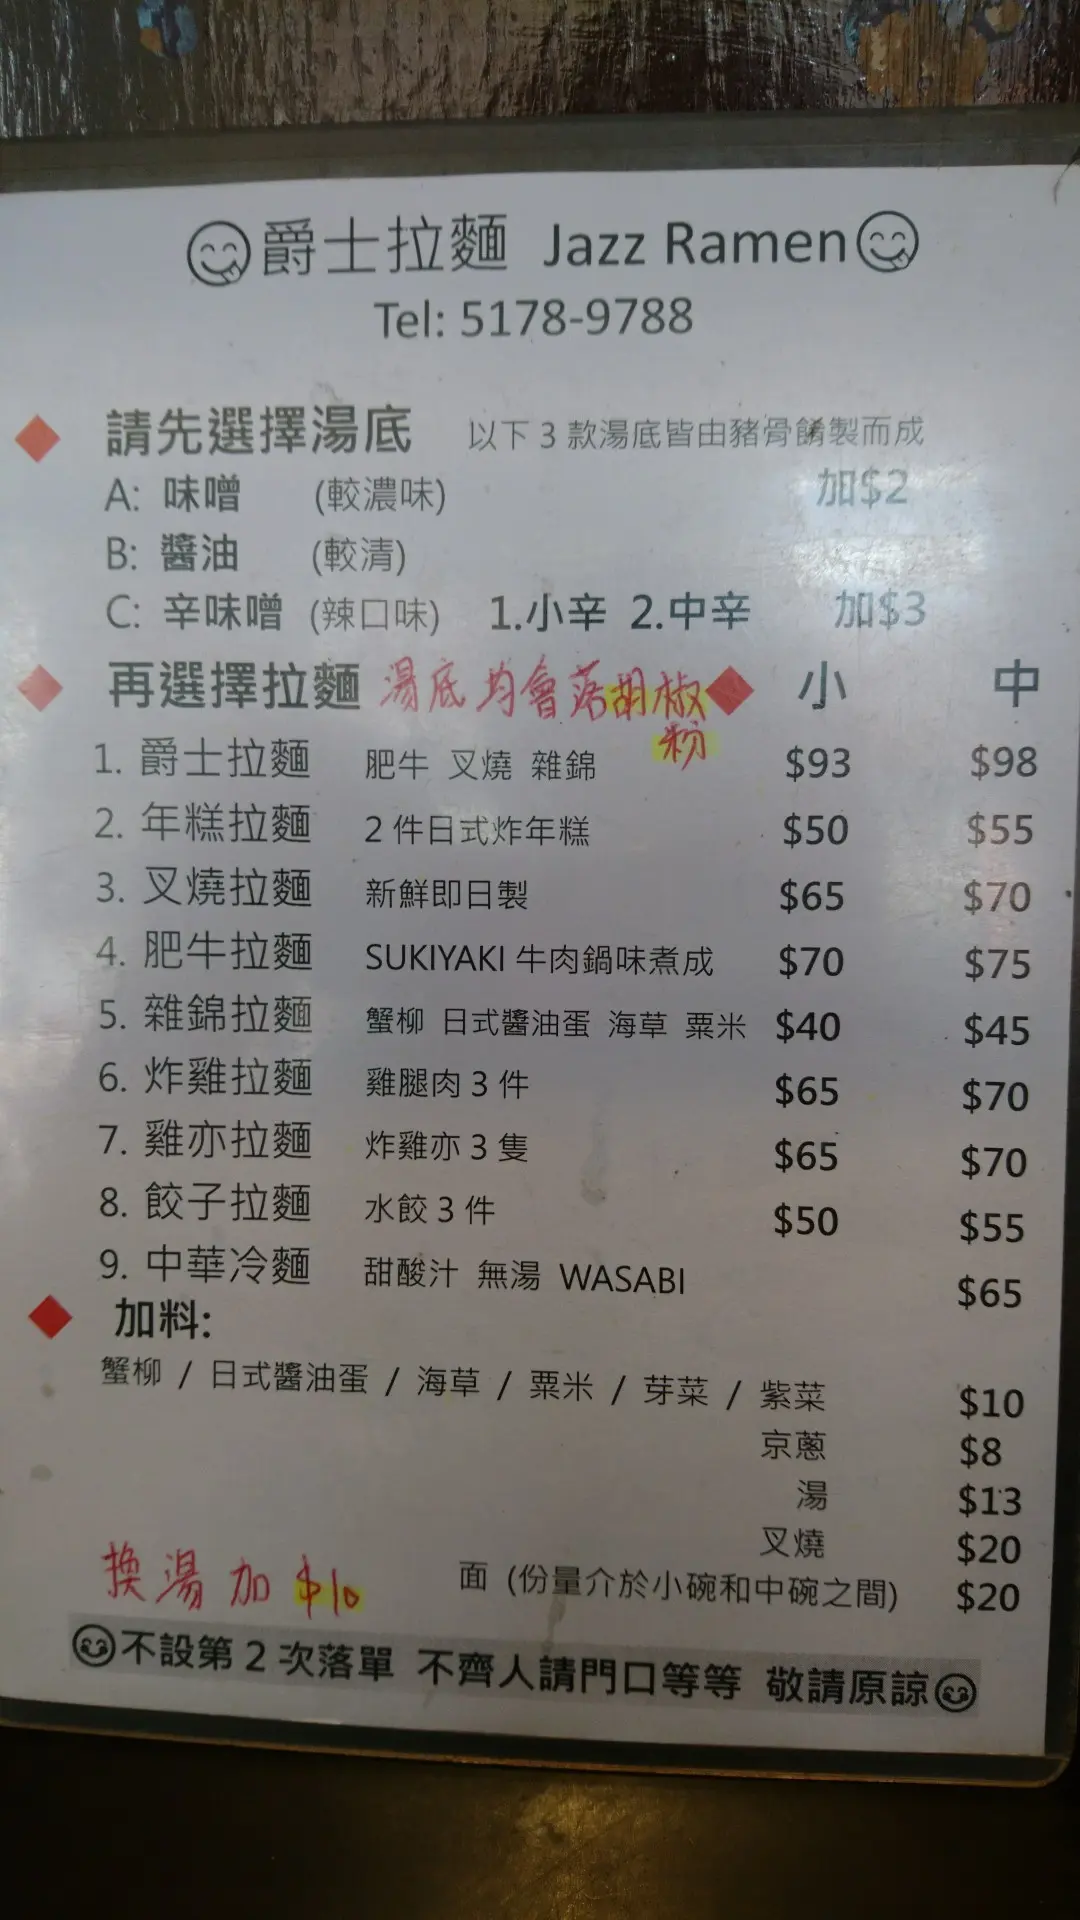 爵士拉麵 Jazz Ramen
Tel: 5178-9788
請先選擇湯底 以下3款湯底皆由豬骨餚製而成
A: 味噌 (較濃味) 加$2
B: 醬油 (較清)
C: 辛味噌 (辣口味) 1.小辛 2.中辛 加$3
再選擇拉麵 湯底均會落胡椒粉 小 中
1. 爵士拉麵 肥牛 叉燒 雜錦 $93 $98
2. 年糕拉麵 2件日式炸年糕 $50 $55
3. 叉燒拉麵 新鮮即日製 $65 $70
4. 肥牛拉麵 SUKIYAKI 牛肉鍋味煮成 $70 $75
5. 雜錦拉麵 蟹柳 日式醬油蛋 海草 粟米 $40 $45
6. 炸雞拉麵 雞腿肉3件 $65 $70
7. 雞亦拉麵 炸雞亦3隻 $65 $70
8. 餃子拉麵 水餃3件 $50 $55
9. 中華冷麵 甜酸汁 無湯 WASABI $65
加料:
蟹柳 / 日式醬油蛋 / 海草 / 粟米 / 芽菜 / 紫菜 $10
京蔥 $8
湯 $13
叉燒 $20
換湯加$10 面 (份量介於小碗和中碗之間) $20
不設第2次落單 不齊人請門口等等 敬請原諒